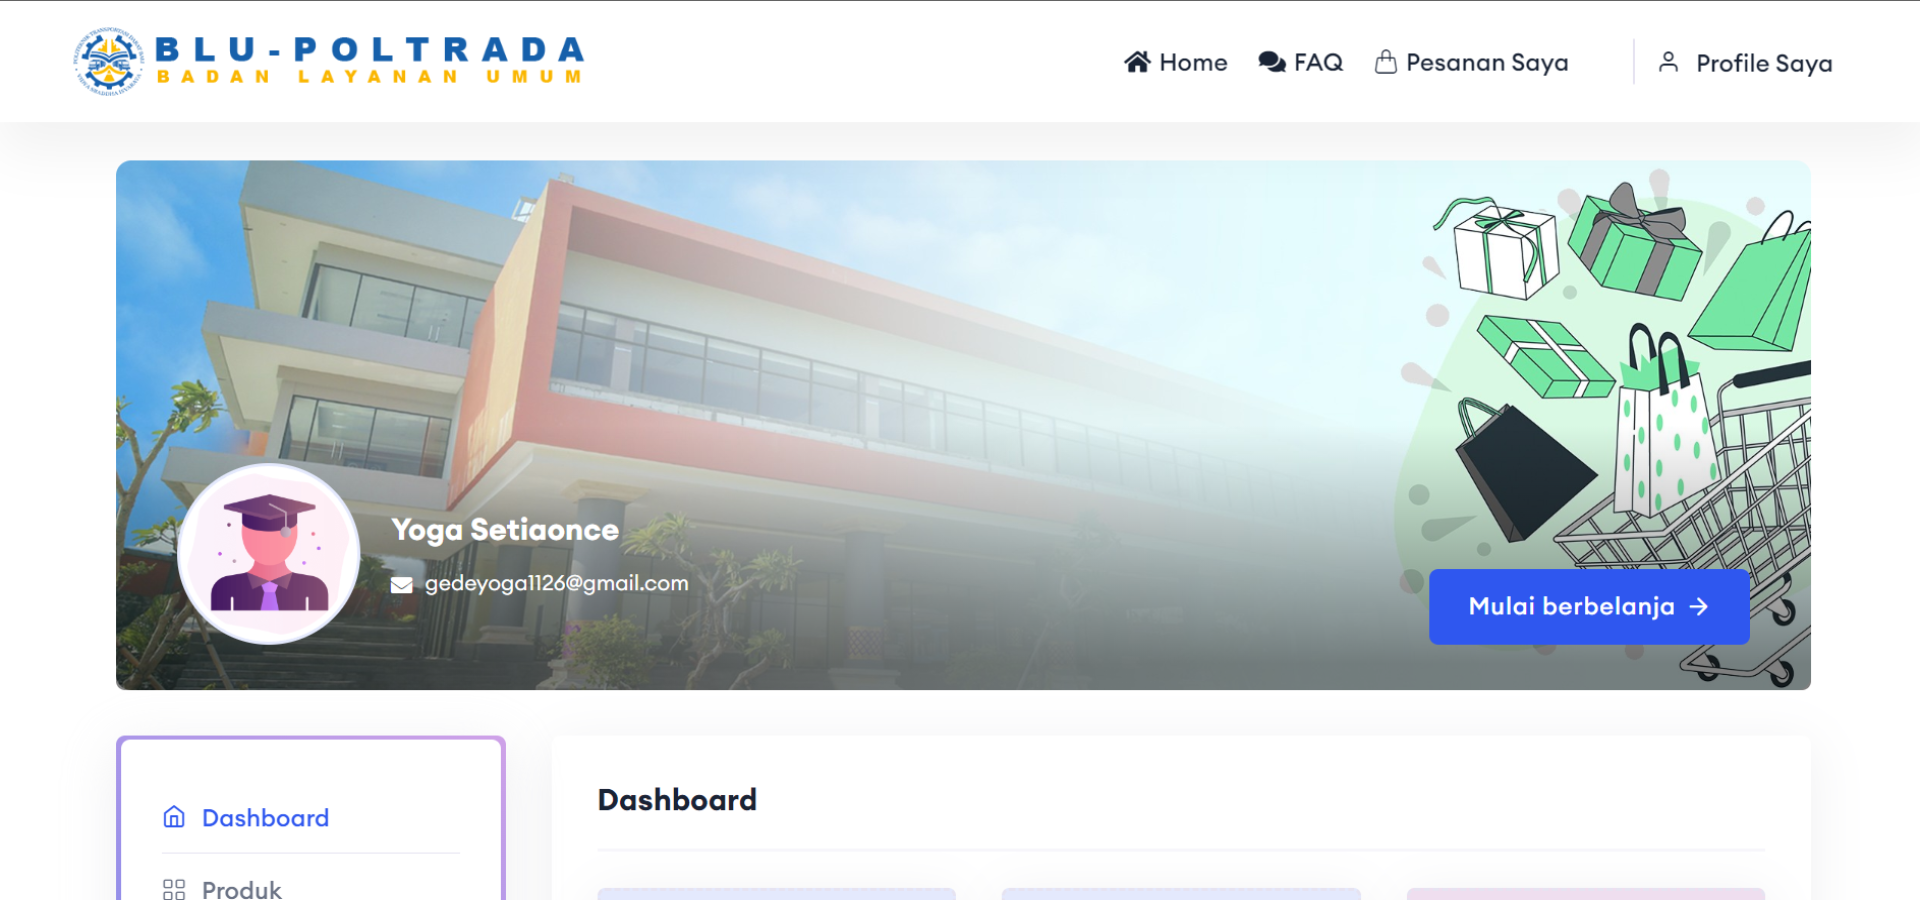 BLU-POLTRADA
BADAN LAYANAN UMUM
Home
FAQ
Pesanan Saya
Profile Saya
Yoga Setiaonce
gedeyoga1126@gmail.com
Mulai berbelanja →
Dashboard
Produk
Dashboard